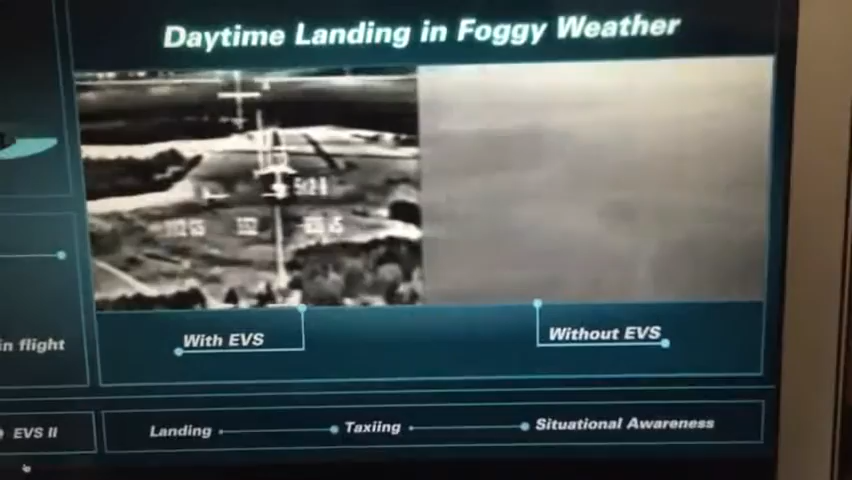 Daytime Landing in Foggy Weather
With EVS
Without EVS
in flight
EVS II
Landing
Taxiing
Situational Awareness